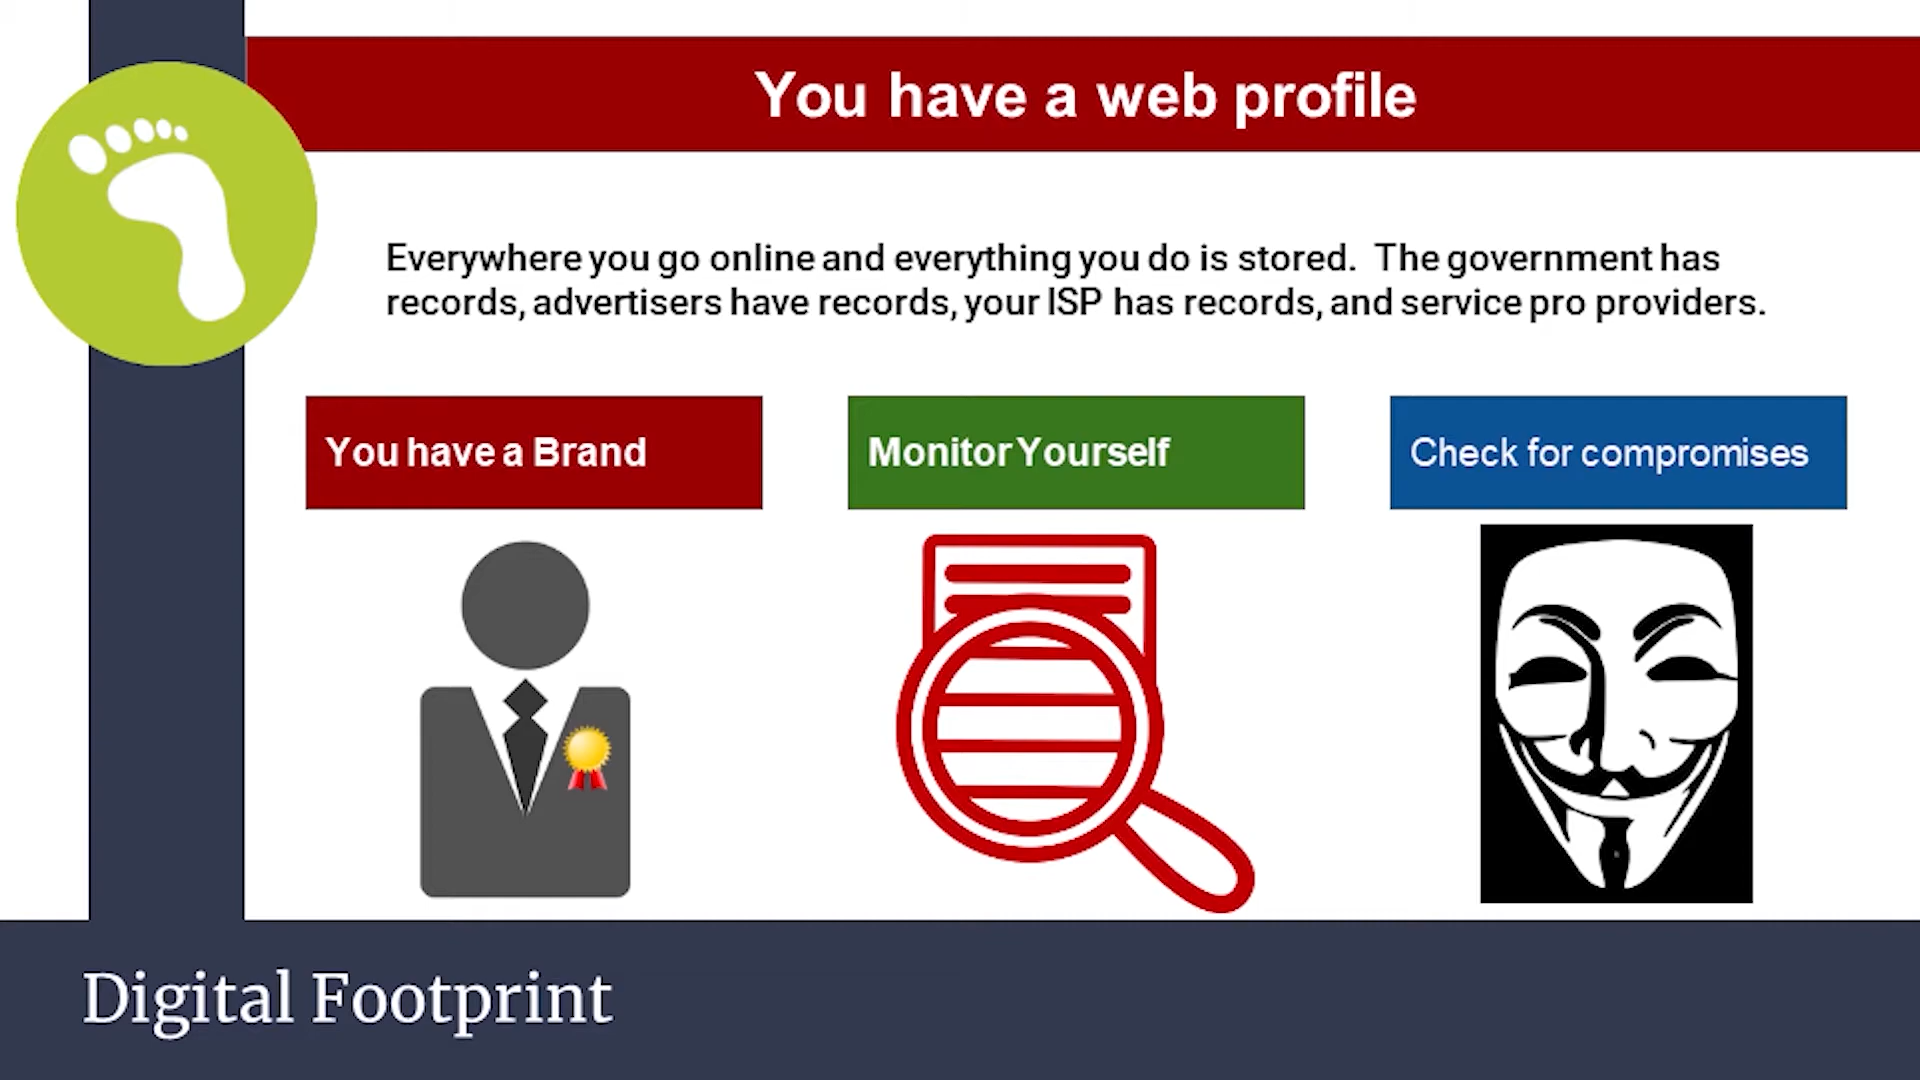 You have a web profile
Everywhere you go online and everything you do is stored.  The government has
records, advertisers have records, your ISP has records, and service pro providers.
You have a Brand
Monitor Yourself
Check for compromises
Digital Footprint